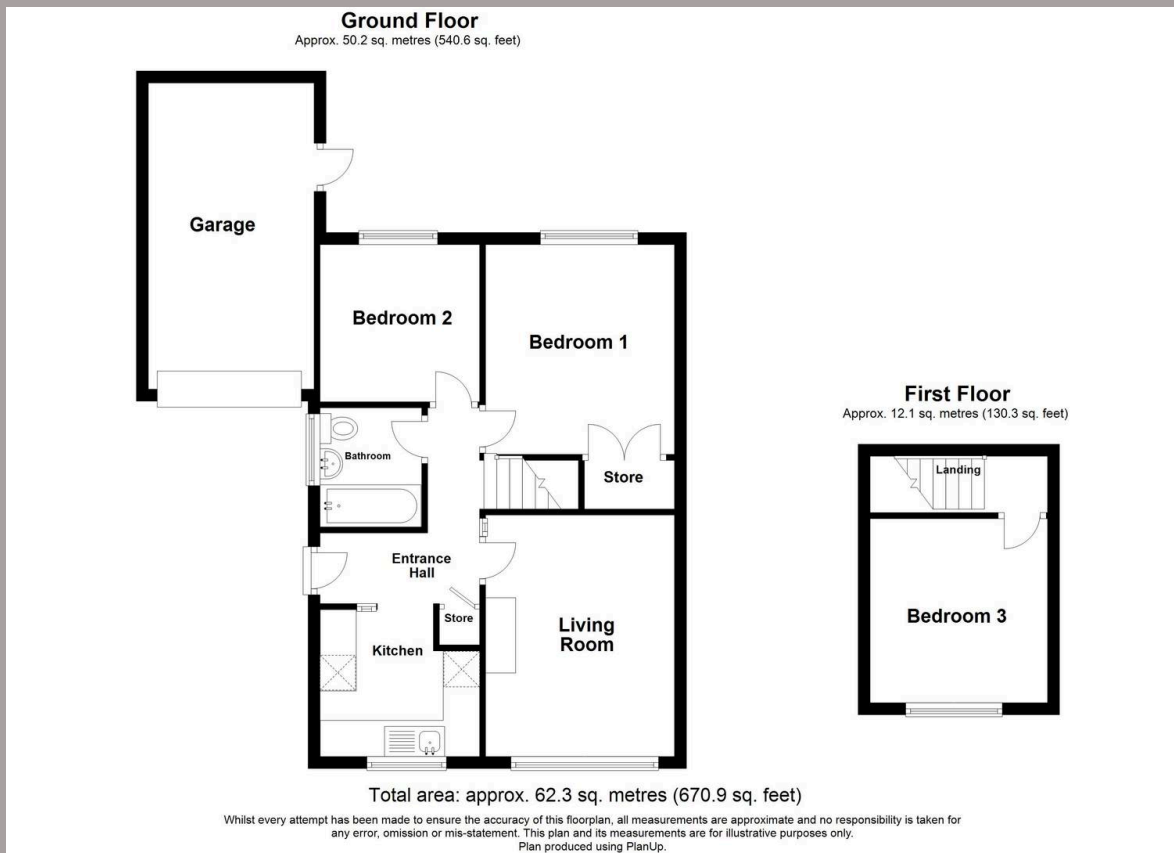 Ground Floor
Approx. 50.2 sq. metres (540.6 sq. feet)
Garage
Bedroom 2
Bedroom 1
First Floor
Approx. 12.1 sq. metres (130.3 sq. feet)
Bathroom
Store
Landing
Entrance
Hall
Store
Living
Room
Kitchen
Bedroom 3
Total area: approx. 62.3 sq. metres (670.9 sq. feet)
Whilst every attempt has been made to ensure the accuracy of this floorplan, all measurements are approximate and no responsibility is taken for
any error, omission or mis-statement. This plan and its measurements are for illustrative purposes only.
Plan produced using PlanUp.